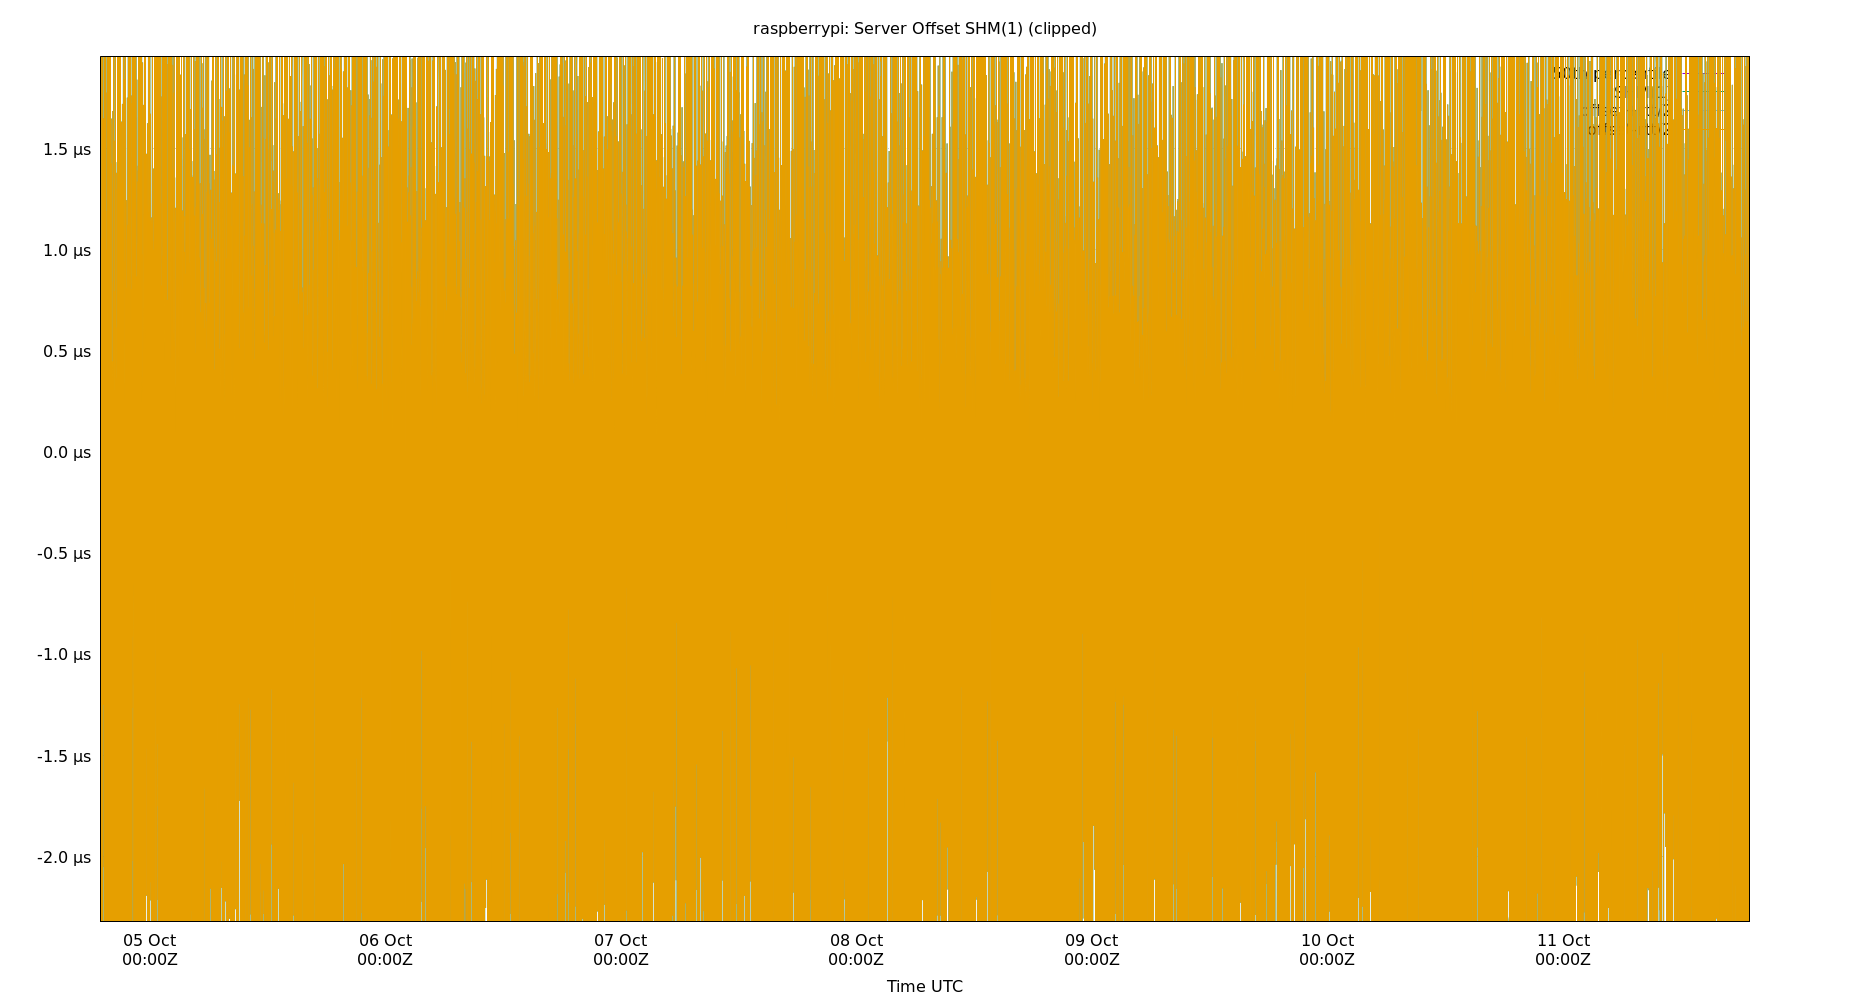 raspberrypi: Server Offset SHM(1) (clipped)
1.5 µs
1.0 µs
0.5 µs
0.0 µs
-0.5 µs
-1.0 µs
-1.5 µs
-2.0 µs
05 Oct 06 Oct 07 Oct 08 Oct 09 Oct 10 Oct 11 Oct
00:00Z 00:00Z 00:00Z 00:00Z 00:00Z 00:00Z 00:00Z
Time UTC